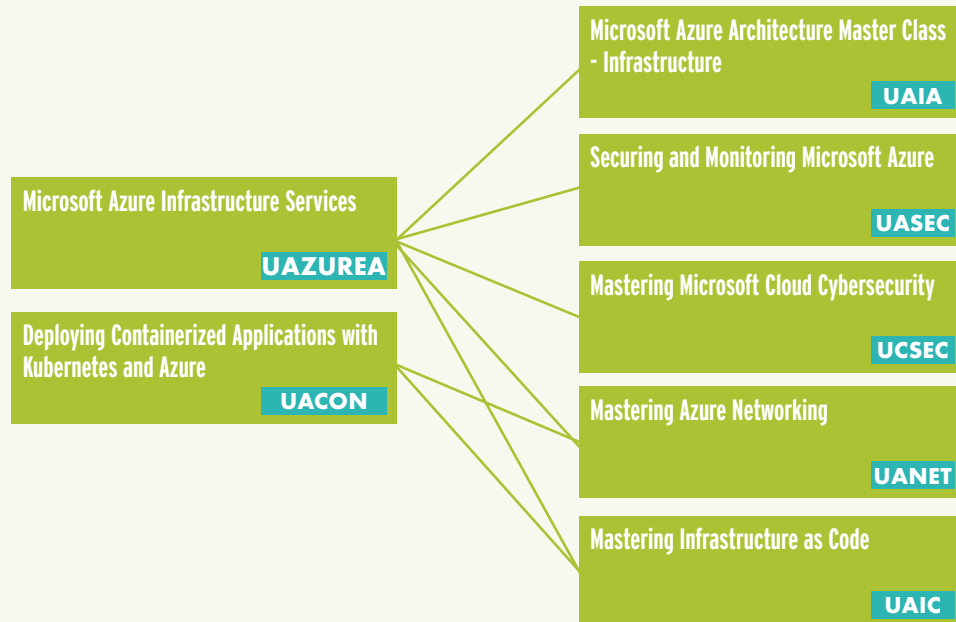 Microsoft Azure Infrastructure Services
UAZUREA
Deploying Containerized Applications with
Kubernetes and Azure
UACON
Microsoft Azure Architecture Master Class
- Infrastructure
UAIA
Securing and Monitoring Microsoft Azure
UASEC
Mastering Microsoft Cloud Cybersecurity
UCSEC
Mastering Azure Networking
UANET
Mastering Infrastructure as Code
UAIC